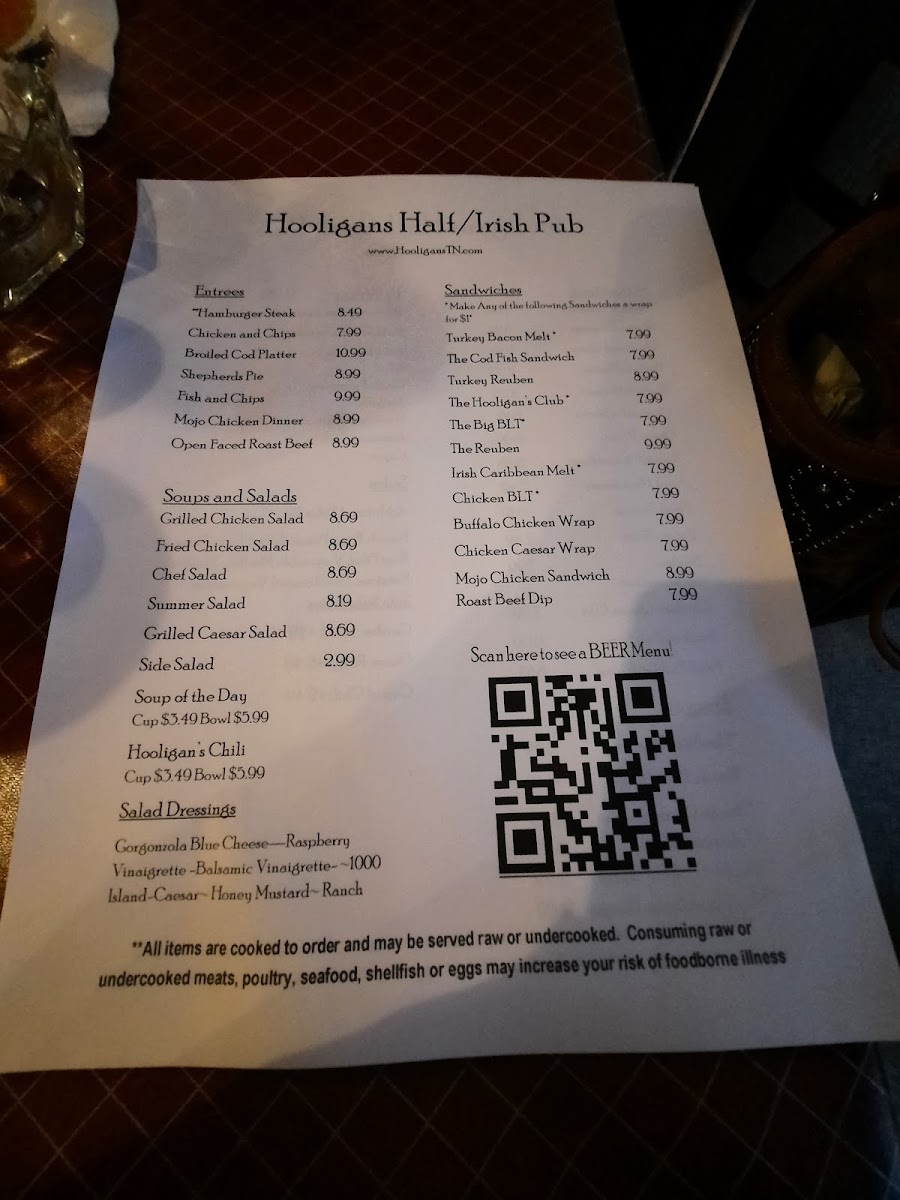 Hooligans Half/Irish Pub
www.HooligansTN.com
Entrees
**Hamburger Steak 8.49
Chicken and Chips 7.99
Broiled Cod Platter 10.99
Shepherds Pie 8.99
Fish and Chips 9.99
Mojo Chicken Dinner 8.99
Open Faced Roast Beef 8.99
Soups and Salads
Grilled Chicken Salad 8.69
Fried Chicken Salad 8.69
Chef Salad 8.69
Summer Salad 8.19
Grilled Caesar Salad 8.69
Side Salad 2.99
Soup of the Day
Cup $3.49 Bowl $5.99
Hooligan's Chili
Cup $3.49 Bowl $5.99
Salad Dressings
Gorgonzola Blue Cheese—Raspberry
Vinaigrette -Balsamic Vinaigrette- ~1000
Island-Caesar~ Honey Mustard~ Ranch
Sandwiches
*Make Any of the following Sandwiches a wrap
for $1*
Turkey Bacon Melt* 7.99
The Cod Fish Sandwich 7.99
Turkey Reuben 8.99
The Hooligan's Club* 7.99
The Big BLT* 7.99
The Reuben 9.99
Irish Caribbean Melt* 7.99
Chicken BLT* 7.99
Buffalo Chicken Wrap 7.99
Chicken Caesar Wrap 7.99
Mojo Chicken Sandwich 8.99
Roast Beef Dip 7.99
Scan here to see a BEER Menu!
**All items are cooked to order and may be served raw or undercooked. Consuming raw or
undercooked meats, poultry, seafood, shellfish or eggs may increase your risk of foodborne illness